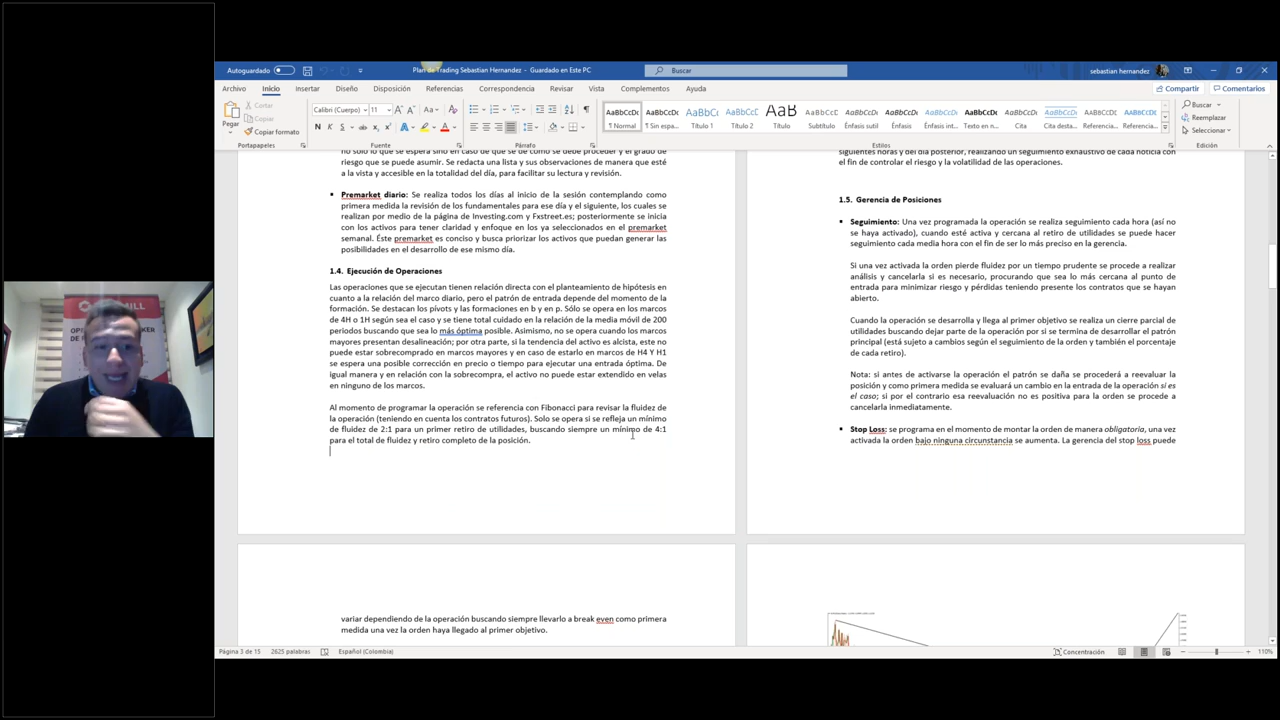 Autoguardado
Plan de Trading Sebastian Hernandez - Guardado en Este PC
Buscar
sebastian hernandez
Archivo Inicio Insertar Diseño Disposición Referencias Correspondencia Revisar Vista Complementos Ayuda
Compartir Comentarios
Pegar
Cortar
Copiar
Copiar formato
Calibri (Cuerpo) 11
AaBbCcDc AaBbCcDc AaBbC AaBbCcC AaB AaBbCcD AaBbCcDc AaBbCcDc AaBbCcDc AaBbCcDc AaBbCcDc AaBbCcDc AaBbCcDc AaBbCcDc
¶ Normal ¶ Sin espa... Título 1 Título 2 Título Subtítulo Énfasis sutil Énfasis Énfasis int... Texto en n... Cita Cita desta... Referencia... Referencia...
Buscar
Reemplazar
Seleccionar
Portapapeles Fuente Párrafo Estilos Edición
no solo lo que se espera sino en caso de que se de como se debe proceder y el grado de
riesgo que se puede asumir. Se redacta una lista y sus observaciones de manera que esté
a la vista y accesible en la totalidad del día, para facilitar su lectura y revisión.
▪ Premarket diario: Se realiza todos los días al inicio de la sesión contemplando como
primera medida la revisión de los fundamentales para ese día y el siguiente, los cuales se
realizan por medio de la página de Investing.com y Fxstreet.es; posteriormente se inicia
con los activos para tener claridad y enfoque en los ya seleccionados en el premarket
semanal. Éste premarket es conciso y busca priorizar los activos que puedan generar las
posibilidades en el desarrollo de ese mismo día.
1.4. Ejecución de Operaciones
Las operaciones que se ejecutan tienen relación directa con el planteamiento de hipótesis en
cuanto a la relación del marco diario, pero el patrón de entrada depende del momento de la
formación. Se destacan los pivots y las formaciones en b y en p. Sólo se opera en los marcos
de 4H o 1H según sea el caso y se tiene total cuidado en la relación de la media móvil de 200
periodos buscando que sea lo más óptima posible. Asimismo, no se opera cuando los marcos
mayores presentan desalineación; por otra parte, si la tendencia del activo es alcista, este no
puede estar sobrecomprado en marcos mayores y en caso de estarlo en marcos de H4 Y H1
se espera una posible corrección en precio o tiempo para ejecutar una entrada óptima. De
igual manera y en relación con la sobrecompra, el activo no puede estar extendido en velas
en ninguno de los marcos.
Al momento de programar la operación se referencia con Fibonacci para revisar la fluidez de
la operación (teniendo en cuenta los contratos futuros). Solo se opera si se refleja un mínimo
de fluidez de 2:1 para un primer retiro de utilidades, buscando siempre un mínimo de 4:1
para el total de fluidez y retiro completo de la posición.
siguientes horas y del día posterior, realizando un seguimiento exhaustivo de cada noticia con
el fin de controlar el riesgo y la volatilidad de las operaciones.
1.5. Gerencia de Posiciones
▪ Seguimiento: Una vez programada la operación se realiza seguimiento cada hora (así no
se haya activado), cuando esté activa y cercana al retiro de utilidades se puede hacer
seguimiento cada media hora con el fin de ser lo más preciso en la gerencia.
Si una vez activada la orden pierde fluidez por un tiempo prudente se procede a realizar
análisis y cancelarla si es necesario, procurando que sea lo más cercana al punto de
entrada para minimizar riesgo y pérdidas teniendo presente los contratos que se hayan
abierto.
Cuando la operación se desarrolla y llega al primer objetivo se realiza un cierre parcial de
utilidades buscando dejar parte de la operación por si se termina de desarrollar el patrón
principal (está sujeto a cambios según el seguimiento de la orden y también el porcentaje
de cada retiro).
Nota: si antes de activarse la operación el patrón se daña se procederá a reevaluar la
posición y como primera medida se evaluará un cambio en la entrada de la operación si es
el caso; si por el contrario esa reevaluación no es positiva para la orden se procede a
cancelarla inmediatamente.
▪ Stop Loss: se programa en el momento de montar la orden de manera obligatoria, una vez
activada la orden bajo ninguna circunstancia se aumenta. La gerencia del stop loss puede
variar dependiendo de la operación buscando siempre llevarlo a break even como primera
medida una vez la orden haya llegado al primer objetivo.
Página 3 de 15 2625 palabras Español (Colombia)
Concentración 110%